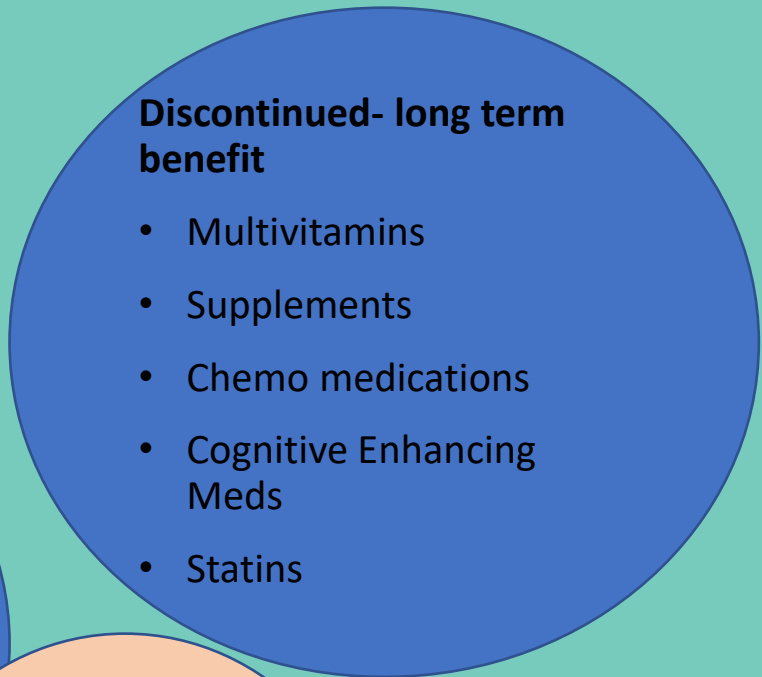 Discontinued- long term
benefit
• Multivitamins
• Supplements
• Chemo medications
• Cognitive Enhancing
Meds
• Statins